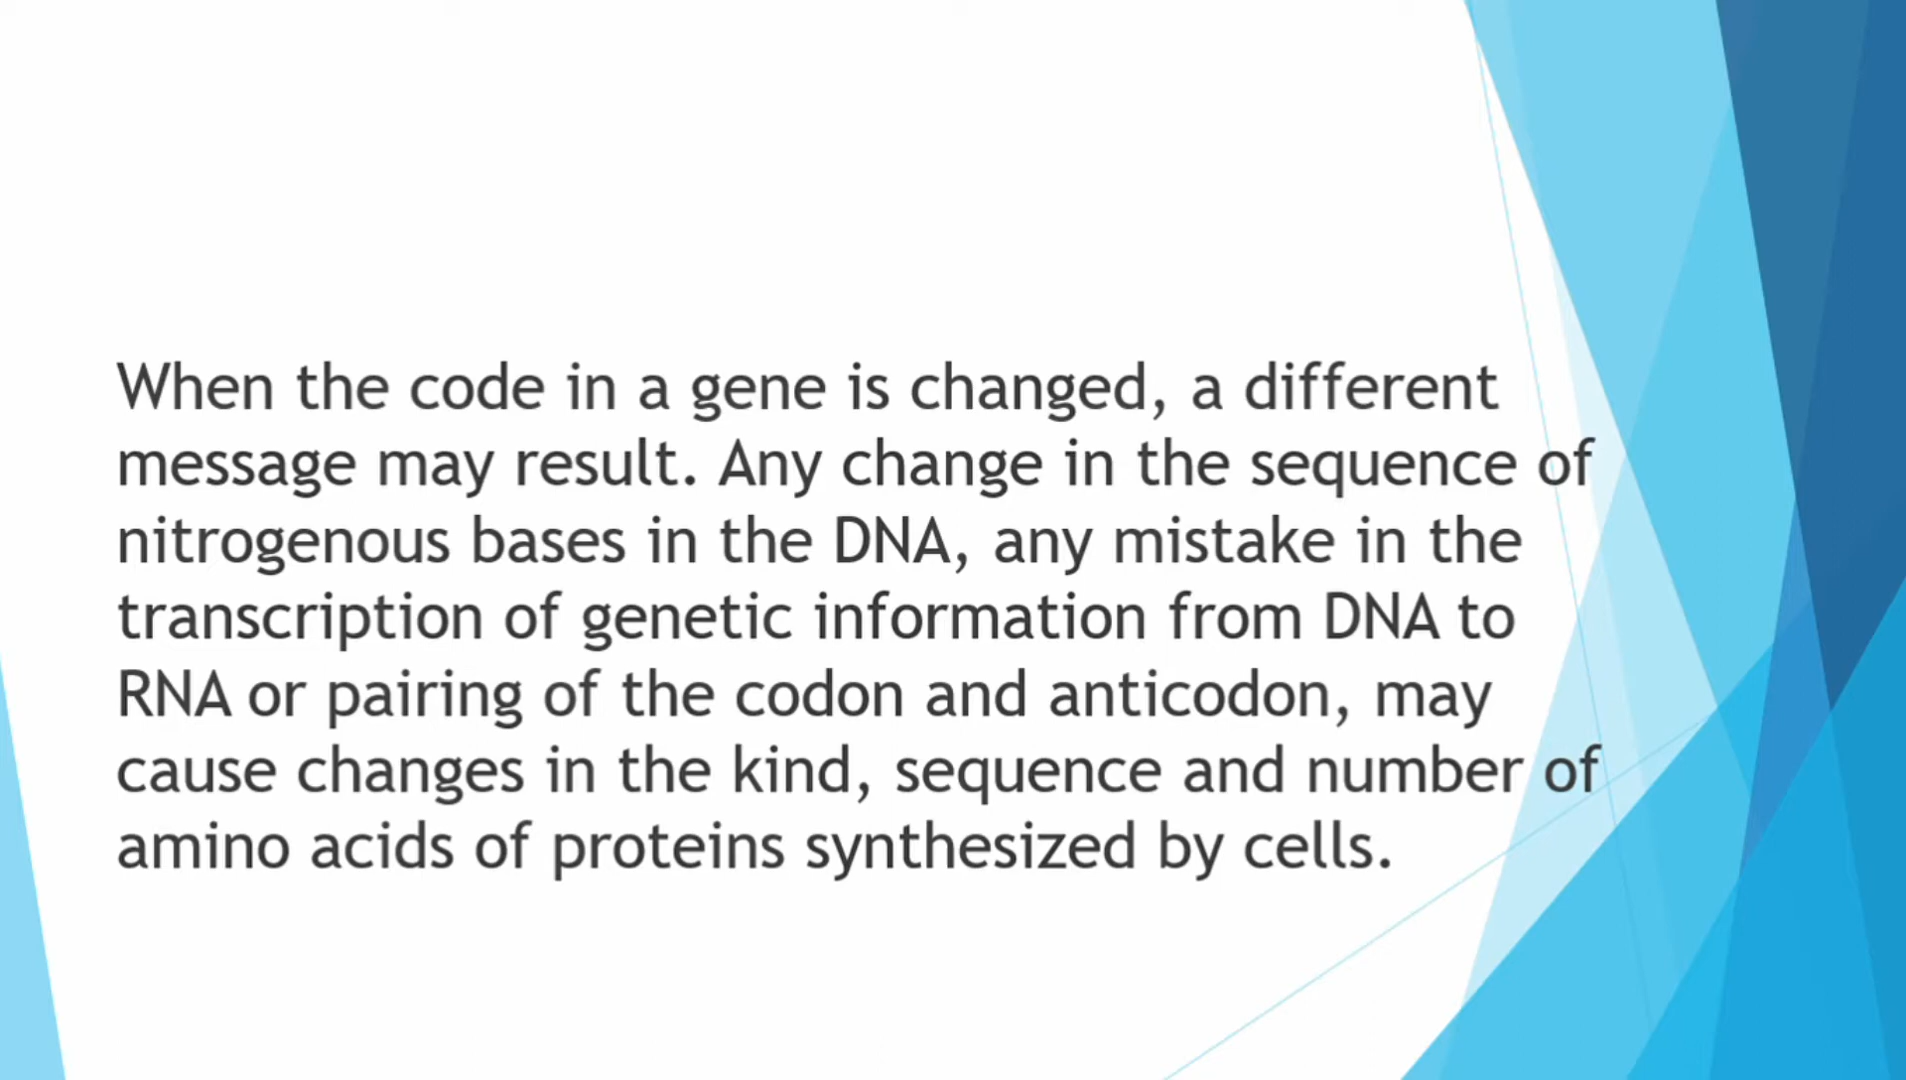 When the code in a gene is changed, a different
message may result. Any change in the sequence of
nitrogenous bases in the DNA, any mistake in the
transcription of genetic information from DNA to
RNA or pairing of the codon and anticodon, may
cause changes in the kind, sequence and number of
amino acids of proteins synthesized by cells.